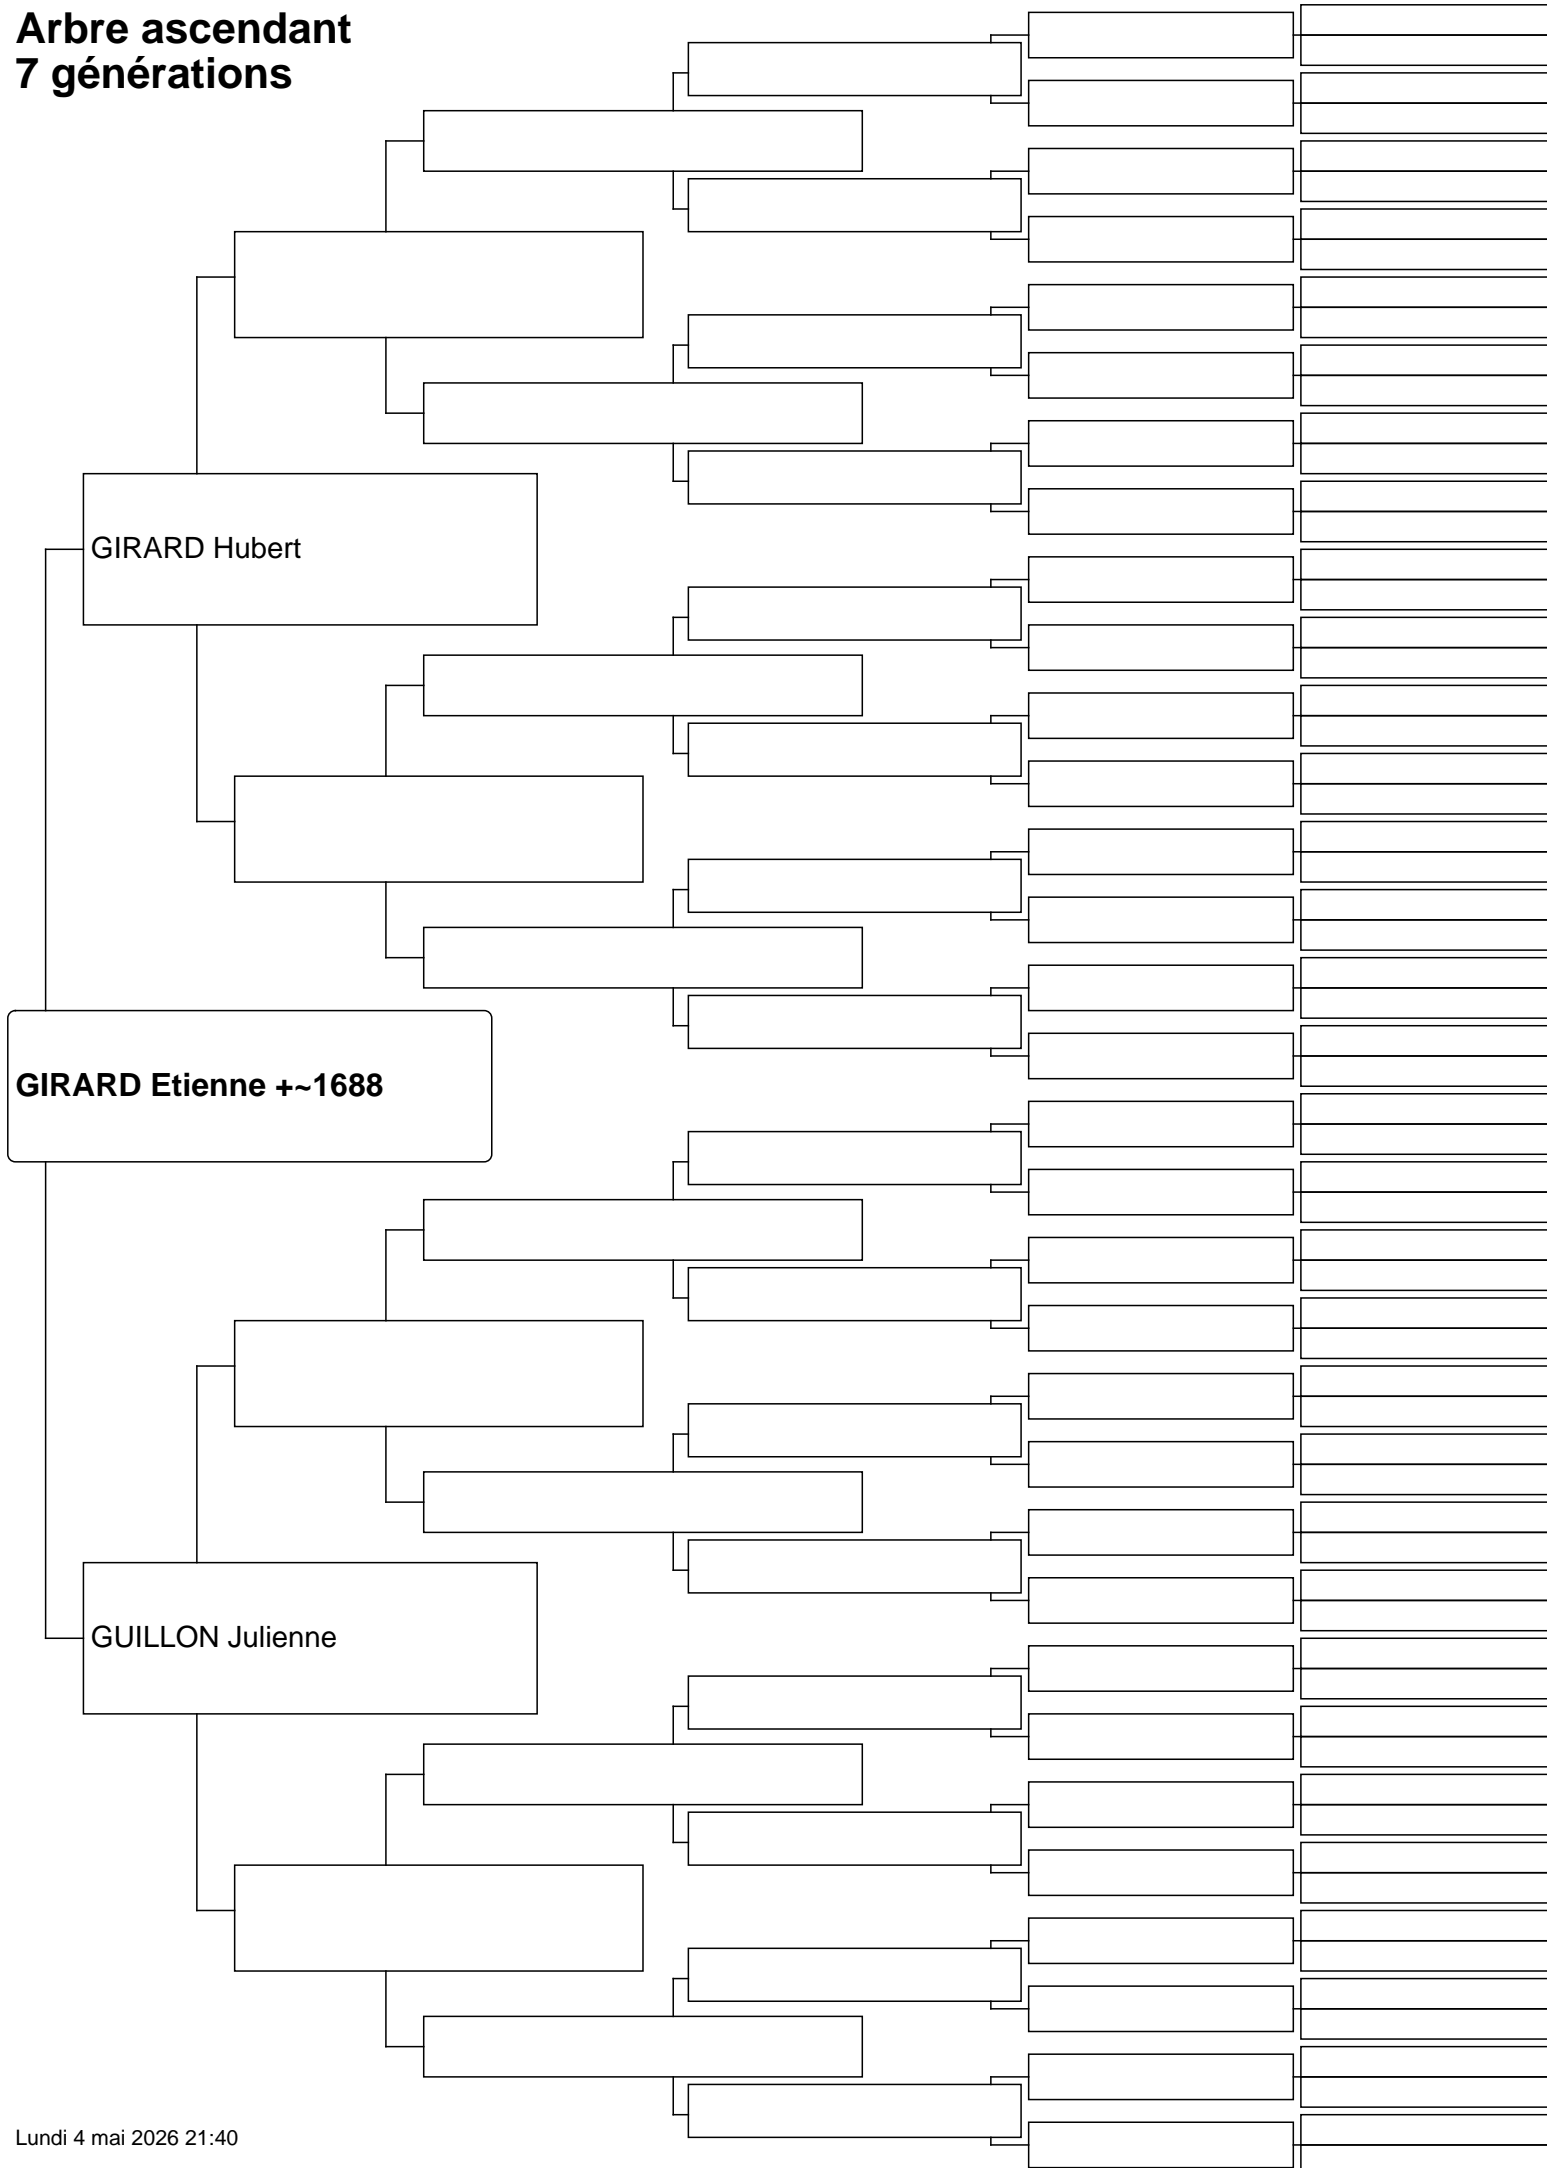 Arbre ascendant
7 générations
GIRARD Hubert
GIRARD Etienne +~1688
GUILLON Julienne
Lundi 4 mai 2026 21:40